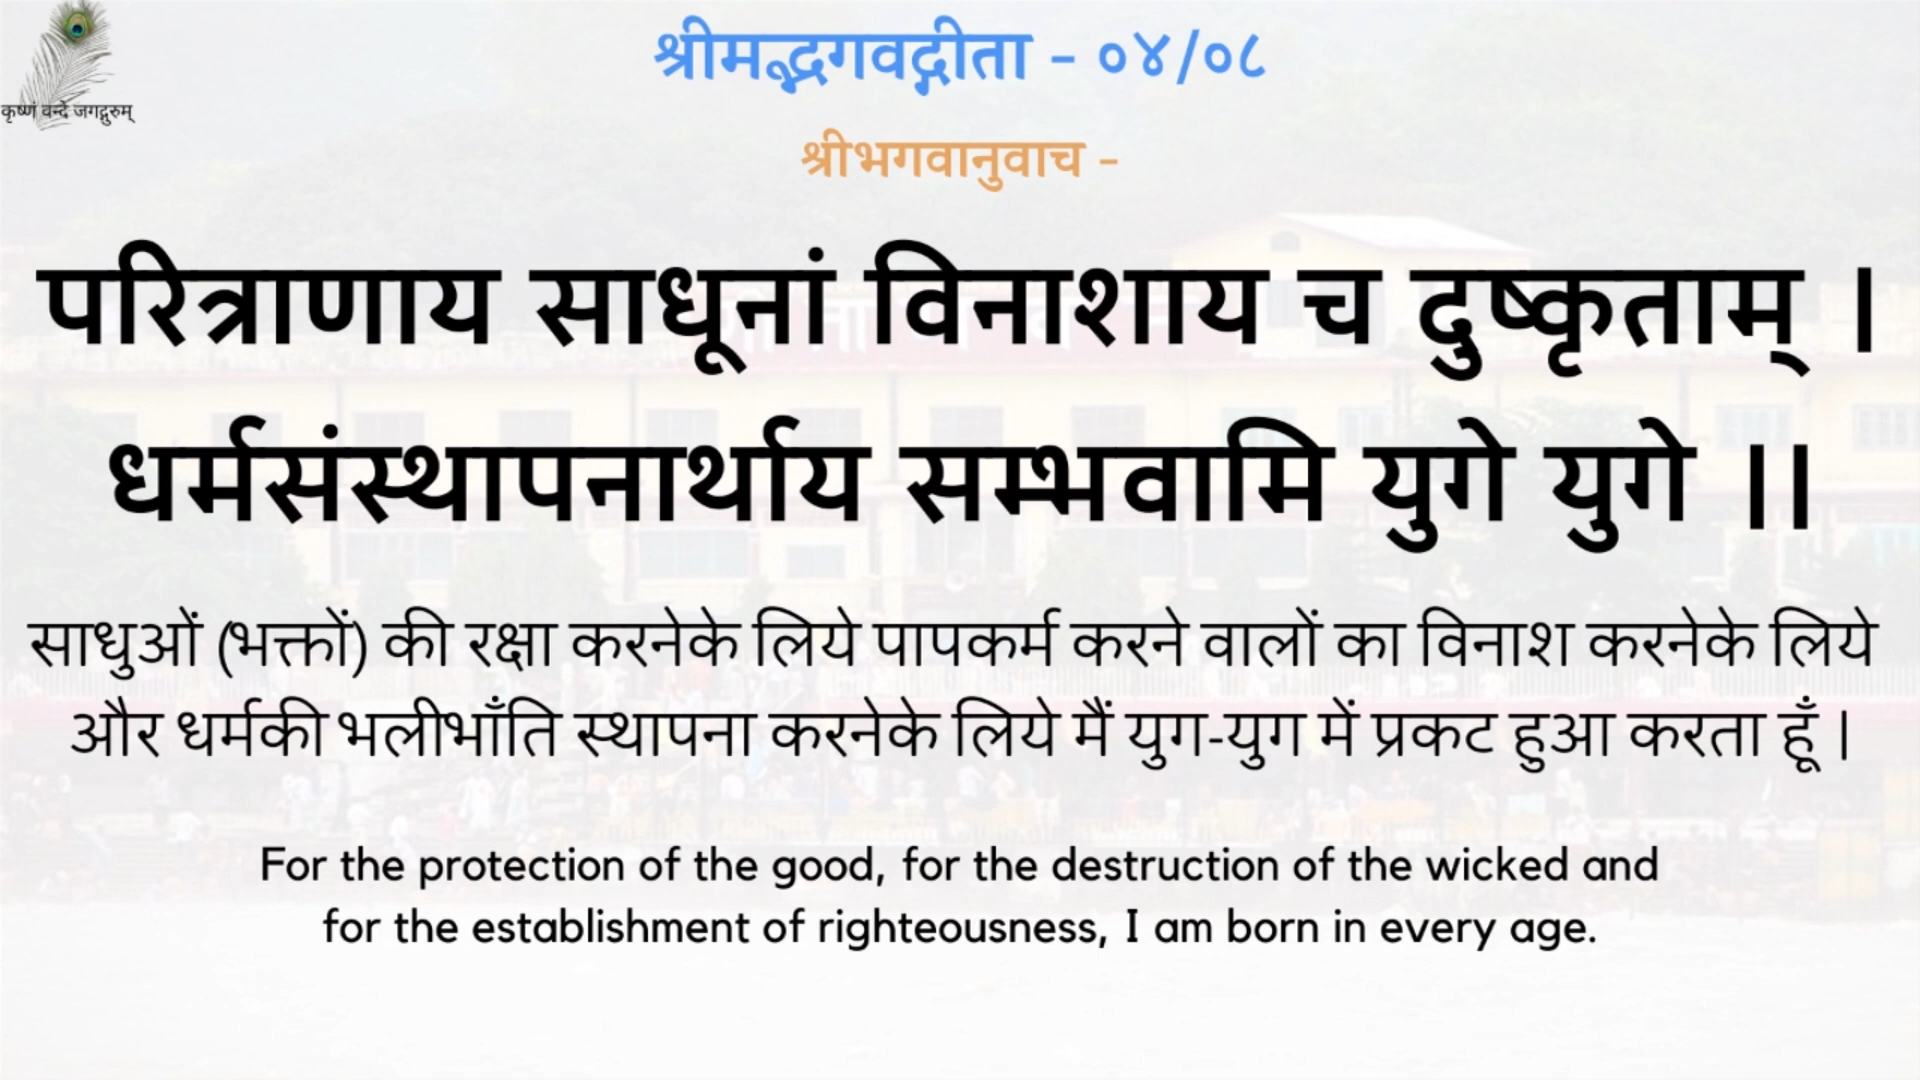 कृष्णं वन्दे जगद्गुरुम्
श्रीमद्भगवद्गीता - ०४/०८
श्रीभगवानुवाच -
परित्राणाय साधूनां विनाशाय च दुष्कृताम् ।
धर्मसंस्थापनार्थाय सम्भवामि युगे युगे ।।
साधुओं (भक्तों) की रक्षा करनेके लिये पापकर्म करने वालों का विनाश करनेके लिये
और धर्मकी भलीभाँति स्थापना करनेके लिये मैं युग-युग में प्रकट हुआ करता हूँ ।
For the protection of the good, for the destruction of the wicked and
for the establishment of righteousness, I am born in every age.